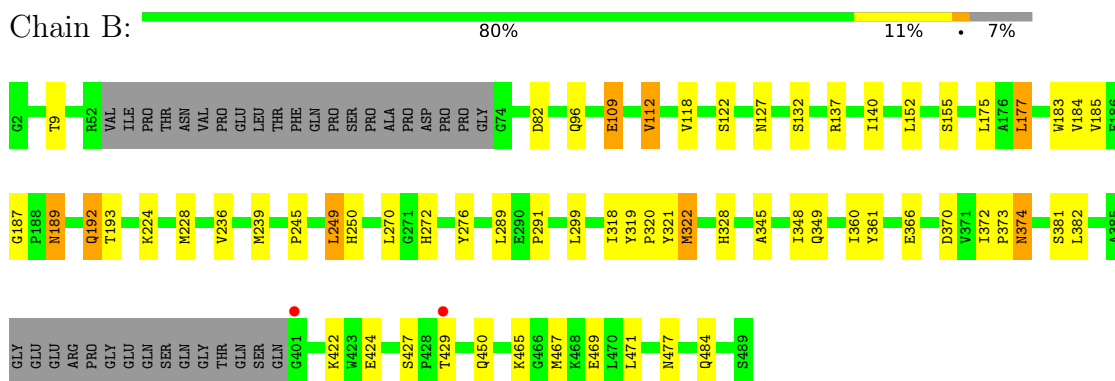 Chain B:
80% 11% • 7%
G2 T9 R52 VAL ILE PRO THR ASN VAL PRO GLU LEU THR PHE GLN PRO SER PRO ALA PRO ASP PRO PRO GLY G74 D82 Q96 E109 V112 V118 S122 N127 S132 R137 I140 L152 S155 L175 A176 L177 W183 V184 V185 E186
G187 P188 N189 Q192 T193 K224 M228 V236 M239 P245 L249 H250 L270 G271 H272 Y276 L289 E290 P291 L299 I318 Y319 P320 Y321 M322 H328 A345 I348 Q349 I360 Y361 E366 D370 V371 I372 P373 N374 S381 L382 A385
GLY GLU GLU ARG PRO GLY GLU GLN SER GLN GLY THR GLN SER GLN G401 K422 W423 E424 S427 P428 T429 Q450 K465 G466 M467 K468 E469 L470 L471 N477 Q484 S489